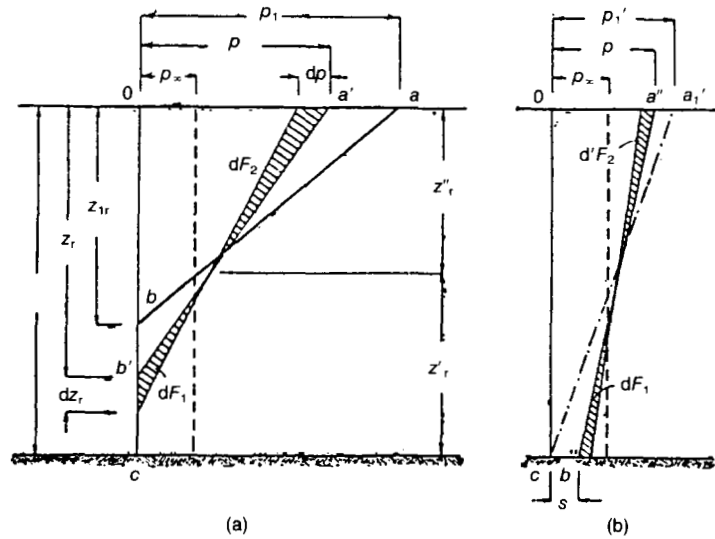 p₁
p₁′
p
p
p∞
dp
p∞
0
a′
a
0
a″
a₁′
dF₂
d′F₂
z₁r
zr
z″r
b
b′
dF₁
z′r
dF₁
dzr
c
c
b
s
(a)
(b)